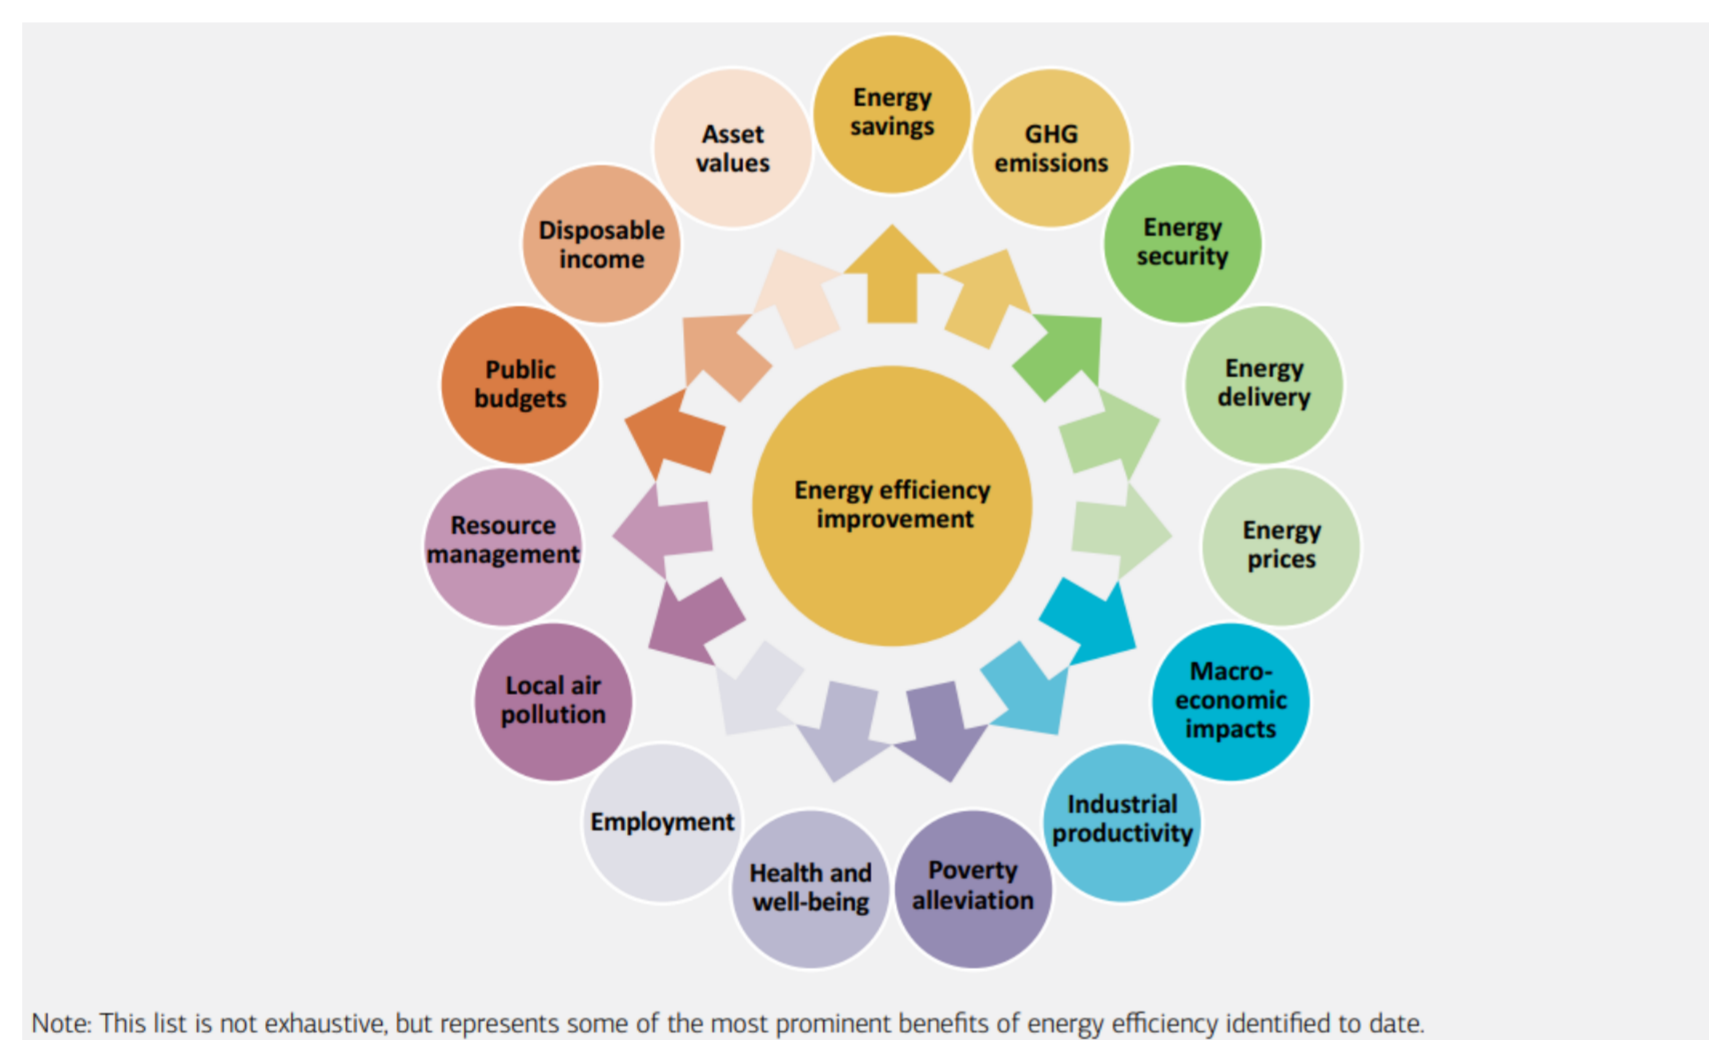 Energy
savings
GHG
emissions
Energy
security
Energy
delivery
Energy
prices
Macro-
economic
impacts
Industrial
productivity
Poverty
alleviation
Health and
well-being
Employment
Local air
pollution
Resource
management
Public
budgets
Disposable
income
Asset
values
Energy efficiency
improvement
Note: This list is not exhaustive, but represents some of the most prominent benefits of energy efficiency identified to date.